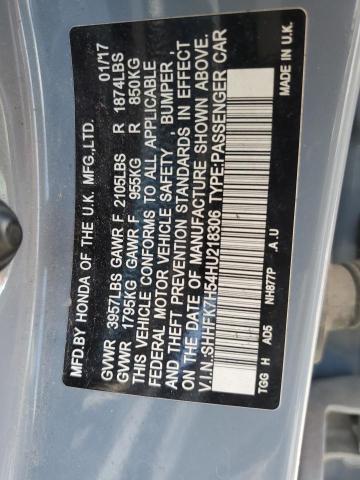 MFD.BY HONDA OF THE U.K. MFG.,LTD. 01/17
GVWR 3957LBS GAWR F 2105LBS R 1874LBS
GVWR 1795KG GAWR F 955KG R 850KG
THIS VEHICLE CONFORMS TO ALL APPLICABLE
FEDERAL MOTOR VEHICLE SAFETY , BUMPER ,
AND THEFT PREVENTION STANDARDS IN EFFECT
ON THE DATE OF MANUFACTURE SHOWN ABOVE.
V.I.N.:SHHFK7H54HU218306 TYPE:PASSENGER CAR
NH877P A.U MADE IN U.K.
TGG H AD5